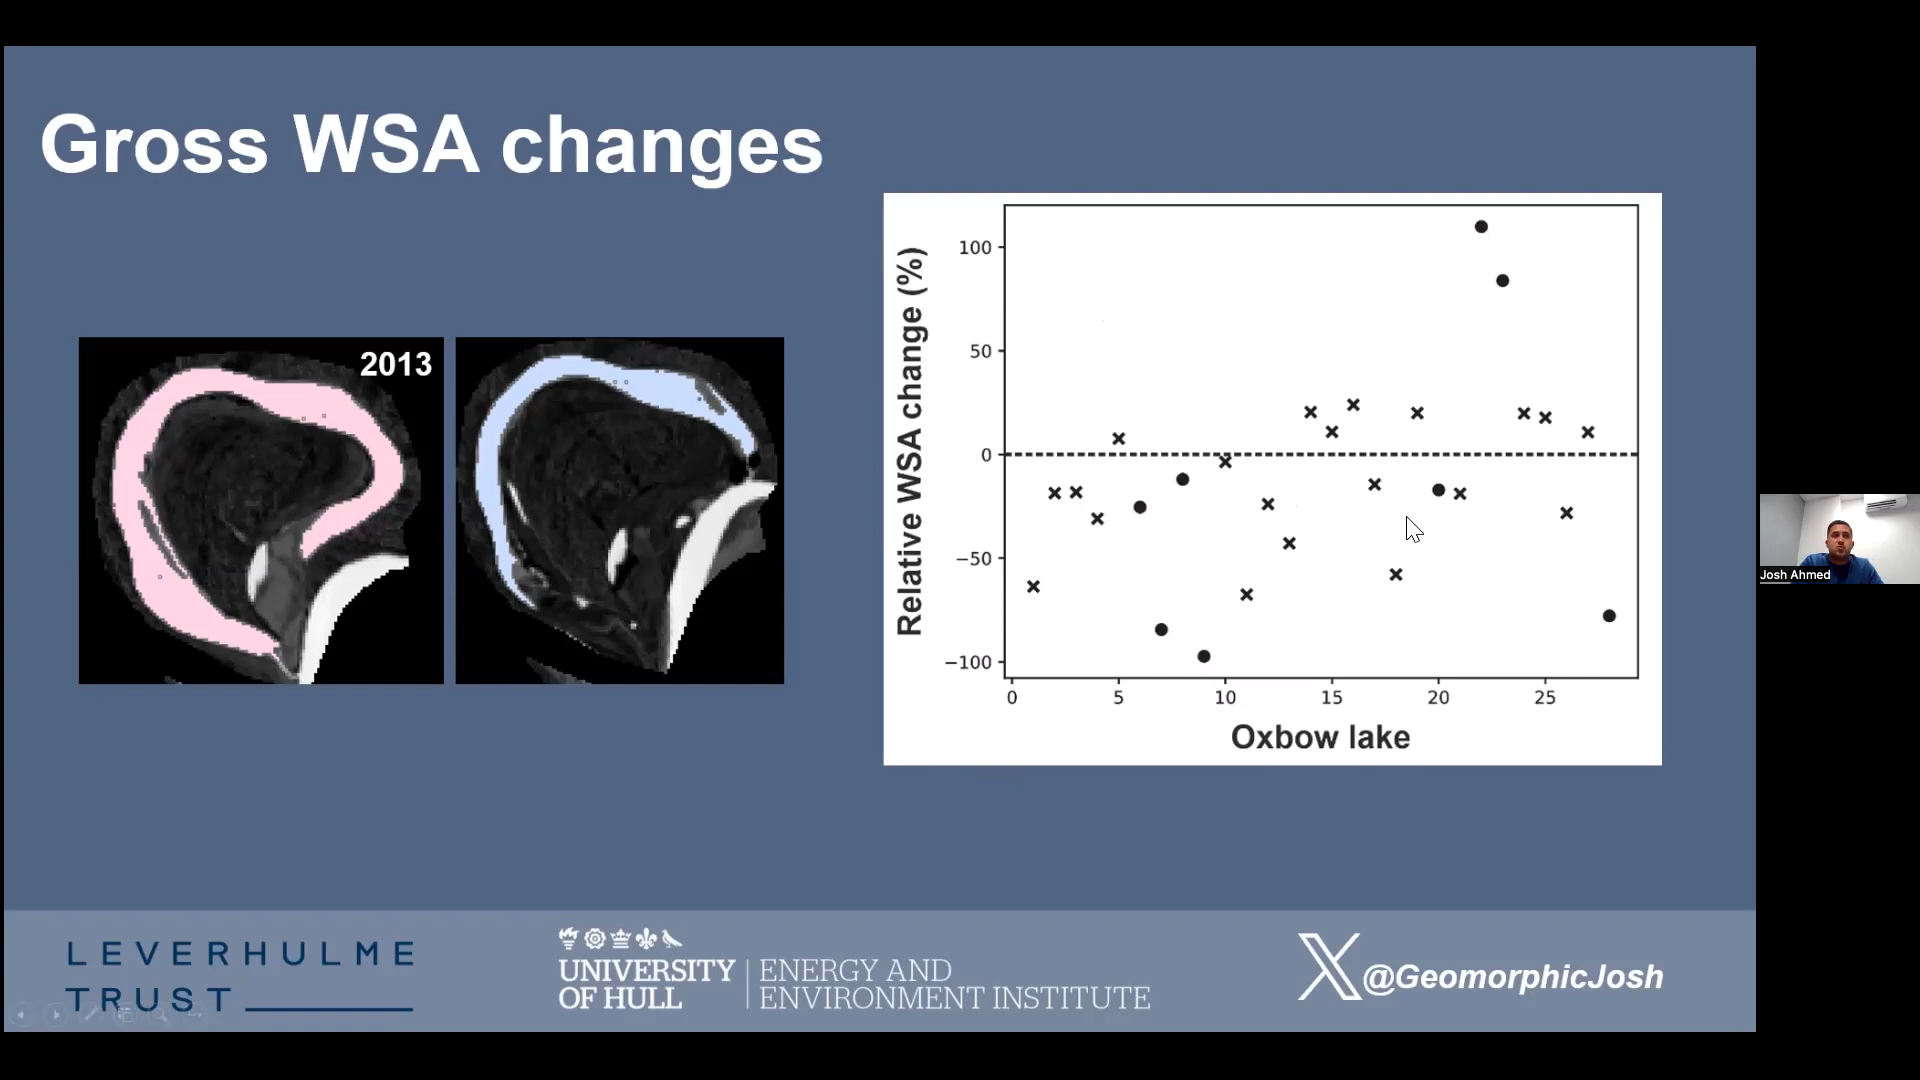 Gross WSA changes
2013
Relative WSA change (%)
100
50
0
−50
−100
0 5 10 15 20 25
Oxbow lake
Josh Ahmed
LEVERHULME
TRUST
UNIVERSITY
OF HULL
ENERGY AND
ENVIRONMENT INSTITUTE
@GeomorphicJosh